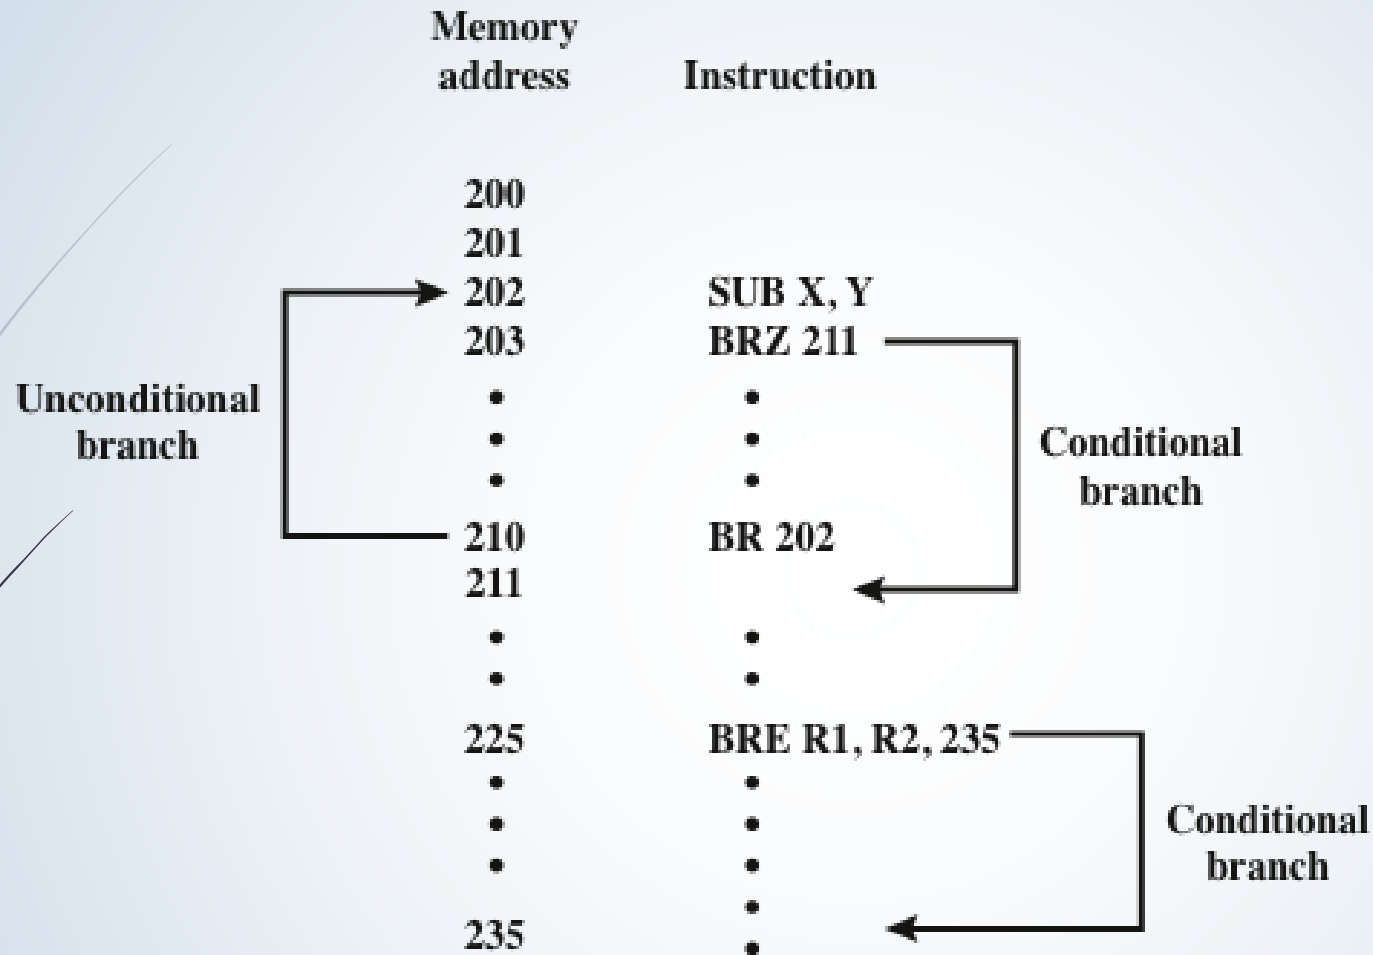 Memory
address
Instruction
200
201
202 SUB X, Y
203 BRZ 211
Unconditional
branch
Conditional
branch
210 BR 202
211
225 BRE R1, R2, 235
Conditional
branch
235